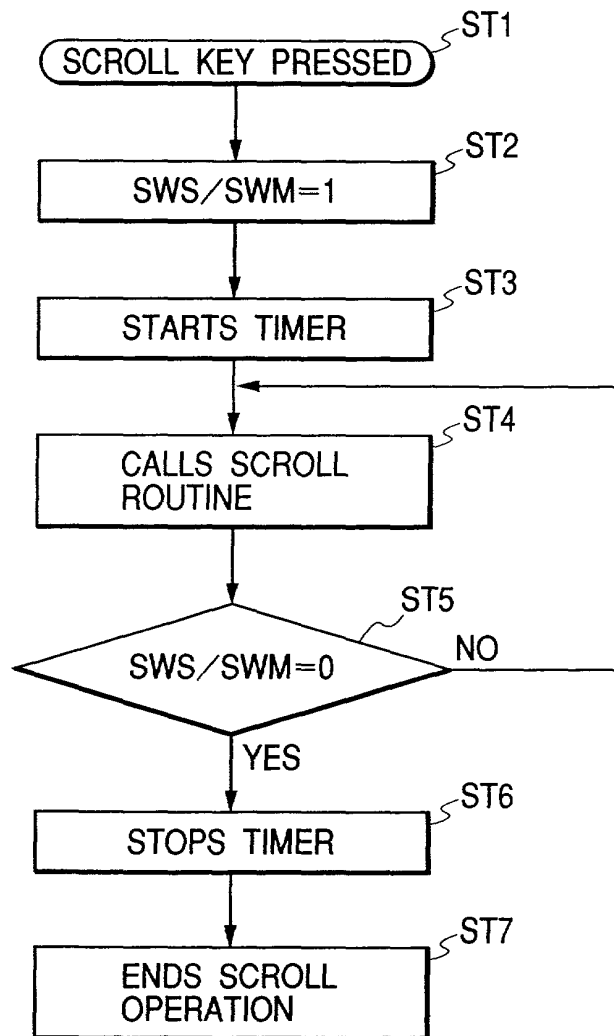 ST1
SCROLL KEY PRESSED
ST2
SWS/SWM=1
ST3
STARTS TIMER
ST4
CALLS SCROLL
ROUTINE
ST5
SWS/SWM=0
NO
YES
ST6
STOPS TIMER
ST7
ENDS SCROLL
OPERATION